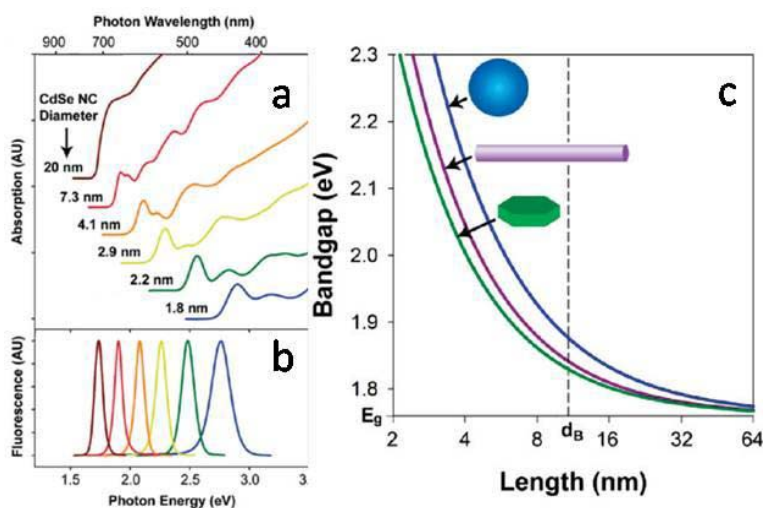 Photon Wavelength (nm)
900 700 500 400
a
CdSe NC
Diameter
20 nm
7.3 nm
4.1 nm
2.9 nm
2.2 nm
1.8 nm
Absorption (AU)
b
Fluorescence (AU)
1.5 2.0 2.5 3.0 3.
Photon Energy (eV)
c
2.3
2.2
2.1
2.0
1.9
1.8
Eg
Bandgap (eV)
2 4 8 dB 16 32 64
Length (nm)